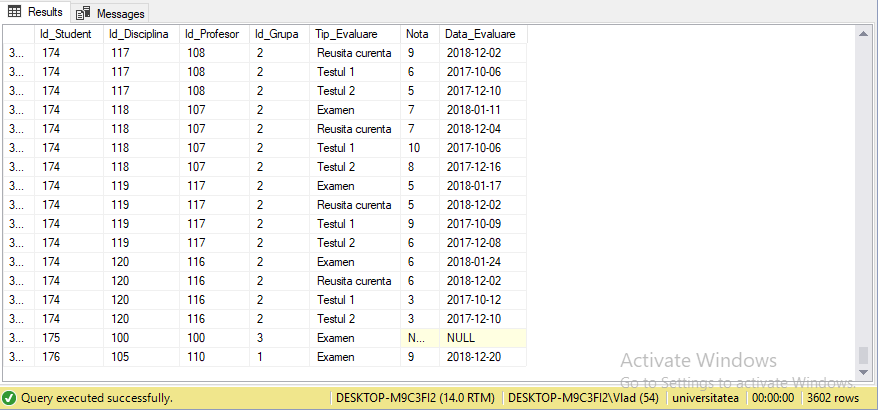 Results Messages
Id_Student Id_Disciplina Id_Profesor Id_Grupa Tip_Evaluare Nota Data_Evaluare
3... 174 117 108 2 Reusita curenta 9 2018-12-02
3... 174 117 108 2 Testul 1 6 2017-10-06
3... 174 117 108 2 Testul 2 5 2017-12-10
3... 174 118 107 2 Examen 7 2018-01-11
3... 174 118 107 2 Reusita curenta 7 2018-12-04
3... 174 118 107 2 Testul 1 10 2017-10-06
3... 174 118 107 2 Testul 2 8 2017-12-16
3... 174 119 117 2 Examen 5 2018-01-17
3... 174 119 117 2 Reusita curenta 5 2018-12-02
3... 174 119 117 2 Testul 1 9 2017-10-09
3... 174 119 117 2 Testul 2 6 2017-12-08
3... 174 120 116 2 Examen 6 2018-01-24
3... 174 120 116 2 Reusita curenta 6 2018-12-02
3... 174 120 116 2 Testul 1 3 2017-10-12
3... 174 120 116 2 Testul 2 3 2017-12-10
3... 175 100 100 3 Examen N... NULL
3... 176 105 110 1 Examen 9 2018-12-20
Activate Windows
Go to Settings to activate Windows.
Query executed successfully. DESKTOP-M9C3FI2 (14.0 RTM) DESKTOP-M9C3FI2\Vlad (54) universitatea 00:00:00 3602 rows